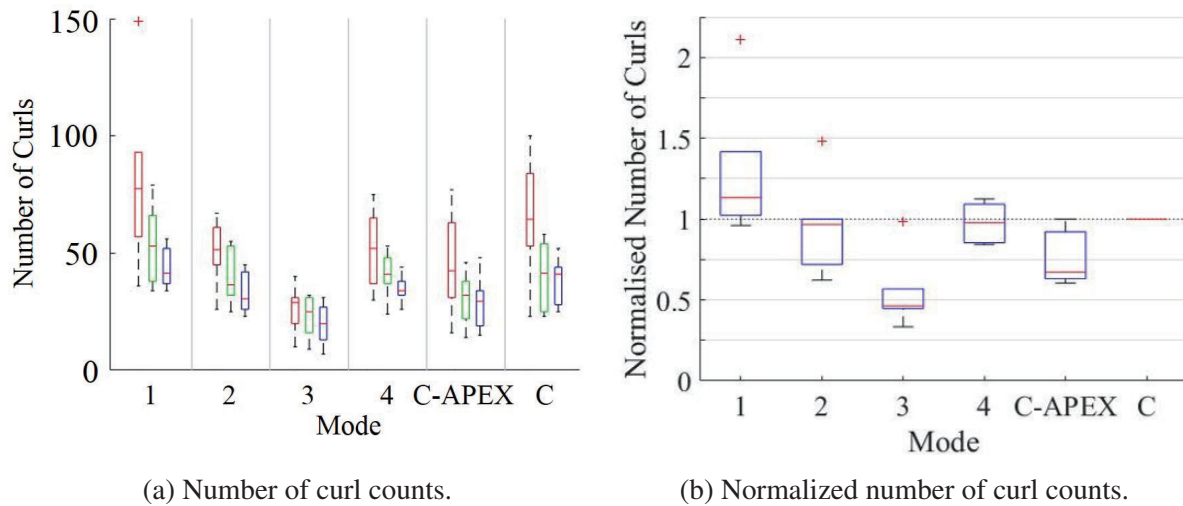 150
100
50
0
Number of Curls
1 2 3 4 C-APEX C
Mode
(a) Number of curl counts.
2
1.5
1
0.5
0
Normalised Number of Curls
1 2 3 4 C-APEX C
Mode
(b) Normalized number of curl counts.